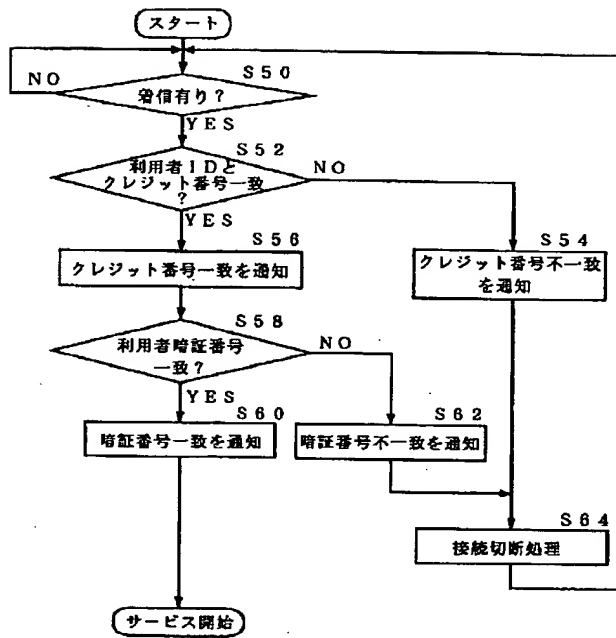 スタート
S50
NO
着信有り?
YES
S52
利用者IDと
クレジット番号一致
?
NO
YES
S56
クレジット番号一致を通知
S54
クレジット番号不一致
を通知
S58
利用者暗証番号
一致?
NO
YES
S60
暗証番号一致を通知
S62
暗証番号不一致を通知
S64
接続切断処理
サービス開始